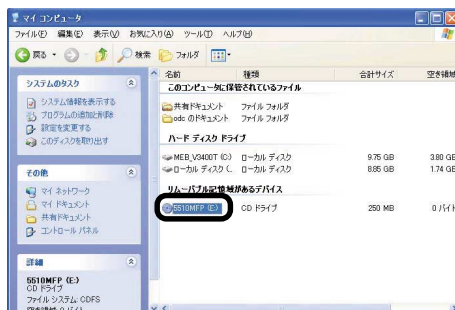 マイ コンピュータ
ファイル(F) 編集(E) 表示(V) お気に入り(A) ツール(T) ヘルプ(H)
戻る 検索 フォルダ
名前 種類 合計サイズ 空き領域
このコンピュータに保管されているファイル
共有ドキュメント ファイル フォルダ
odc のドキュメント ファイル フォルダ
ハード ディスク ドライブ
MEB_V3400T (C:) ローカル ディスク 9.75 GB 3.80 GB
ローカル ディスク ローカル ディスク 8.85 GB 1.74 GB
リムーバブル記憶域があるデバイス
5510MFP (E:) CD ドライブ 250 MB 0 バイト
システムのタスク
システム情報を表示する
プログラムの追加と削除
設定を変更する
このディスクを取り出す
その他
マイ ネットワーク
マイ ドキュメント
共有ドキュメント
コントロール パネル
詳細
5510MFP (E:)
CD ドライブ
ファイル システム: CDFS